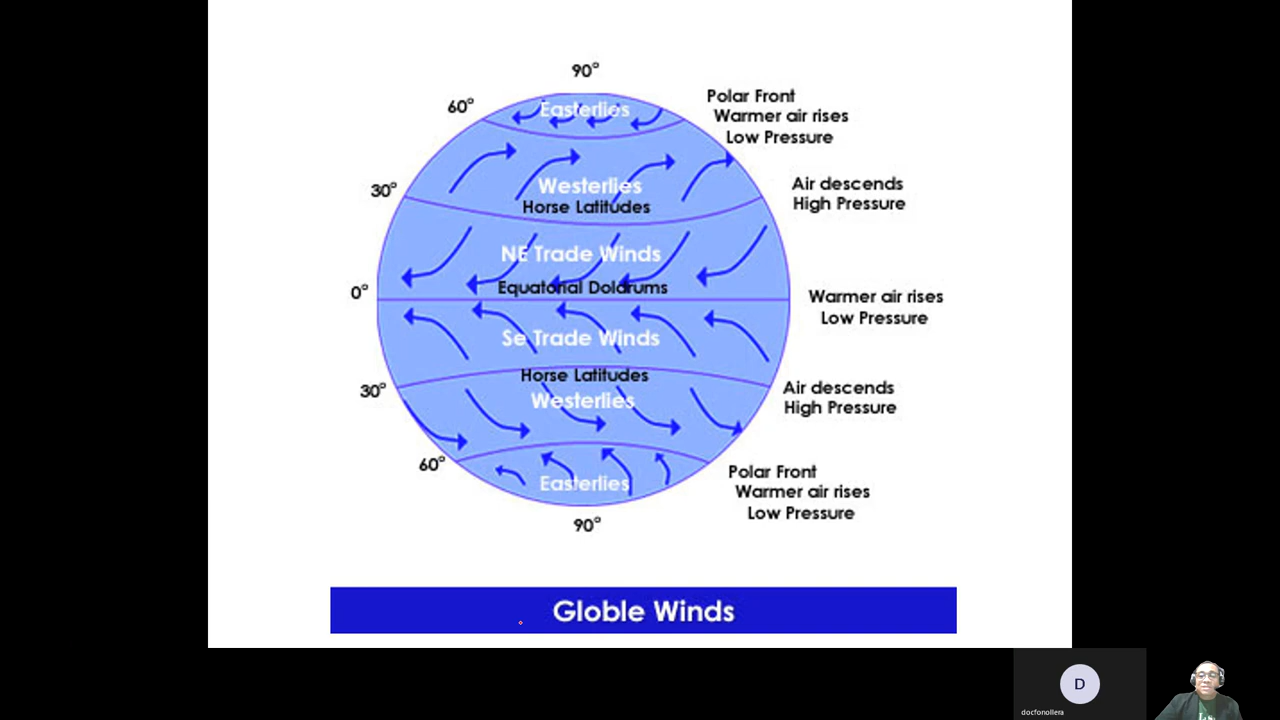 90°
60°
Easterlies
Polar Front
Warmer air rises
Low Pressure
30°
Westerlies
Horse Latitudes
Air descends
High Pressure
NE Trade Winds
Equatorial Doldrums
0°
Warmer air rises
Low Pressure
Se Trade Winds
Horse Latitudes
30°
Westerlies
Air descends
High Pressure
60°
Easterlies
Polar Front
Warmer air rises
Low Pressure
90°
Globle Winds
D
docfonollera